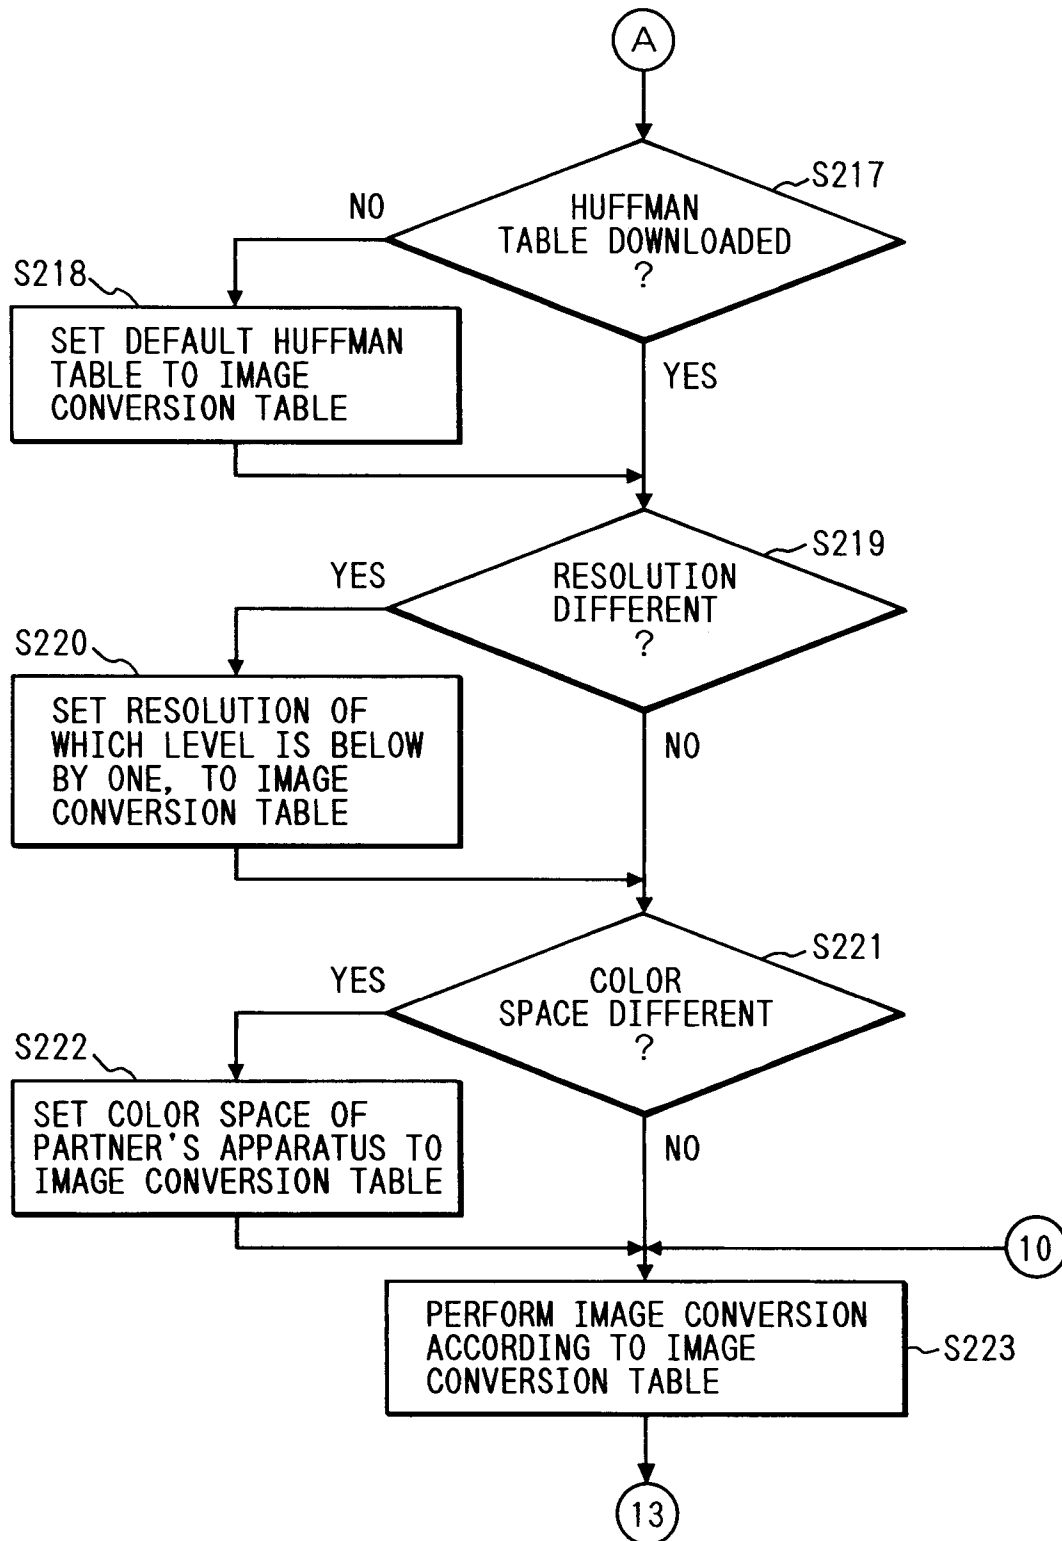 A
S217
NO
HUFFMAN
TABLE DOWNLOADED
?
S218
SET DEFAULT HUFFMAN
TABLE TO IMAGE
CONVERSION TABLE
YES
S219
YES
RESOLUTION
DIFFERENT
?
S220
SET RESOLUTION OF
WHICH LEVEL IS BELOW
BY ONE, TO IMAGE
CONVERSION TABLE
NO
S221
YES
COLOR
SPACE DIFFERENT
?
S222
SET COLOR SPACE OF
PARTNER'S APPARATUS TO
IMAGE CONVERSION TABLE
NO
10
PERFORM IMAGE CONVERSION
ACCORDING TO IMAGE
CONVERSION TABLE
S223
13